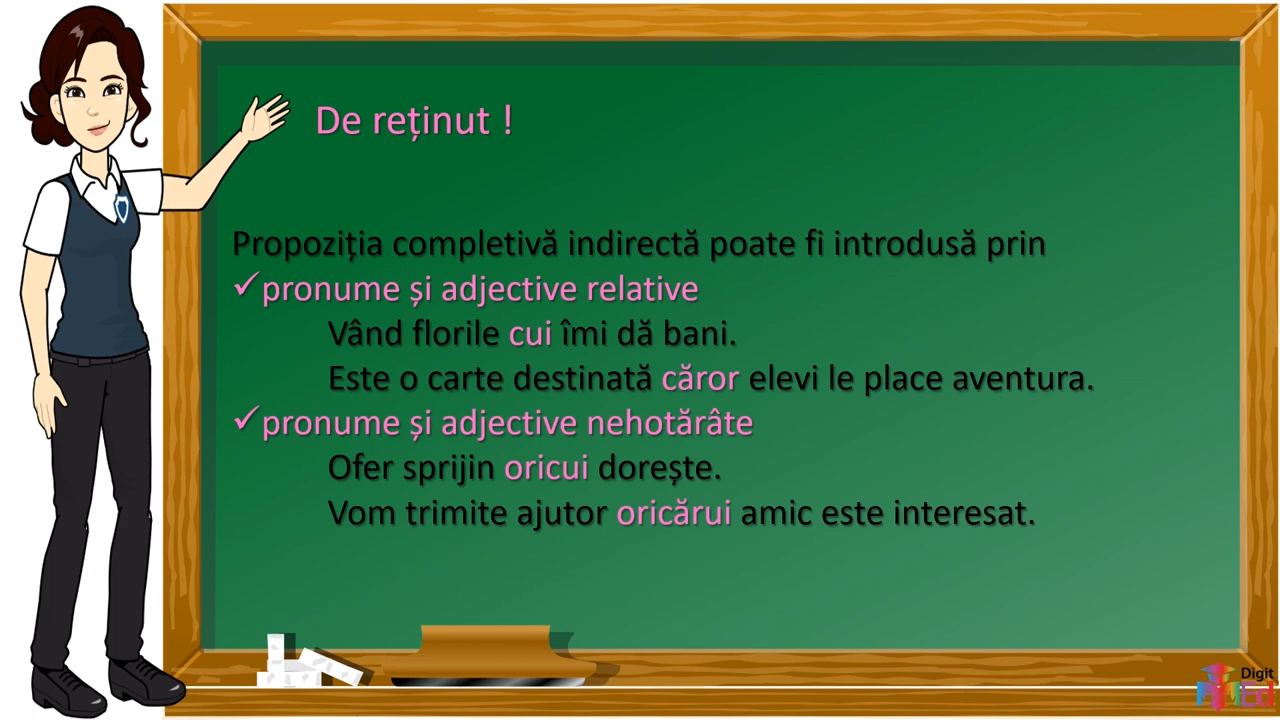 De reținut !
Propoziția completivă indirectă poate fi introdusă prin
✓pronume și adjective relative
Vând florile cui îmi dă bani.
Este o carte destinată căror elevi le place aventura.
✓pronume și adjective nehotărâte
Ofer sprijin oricui dorește.
Vom trimite ajutor oricărui amic este interesat.
Digit